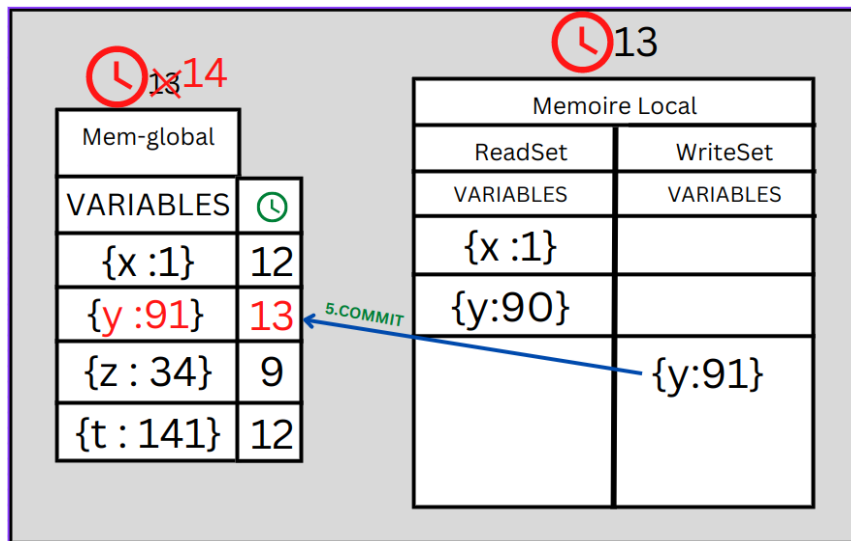 13 14
Mem-global
VARIABLES
{x :1} 12
{y :91} 13
{z : 34} 9
{t : 141} 12
5.COMMIT
13
Memoire Local
ReadSet WriteSet
VARIABLES VARIABLES
{x :1}
{y:90}
{y:91}